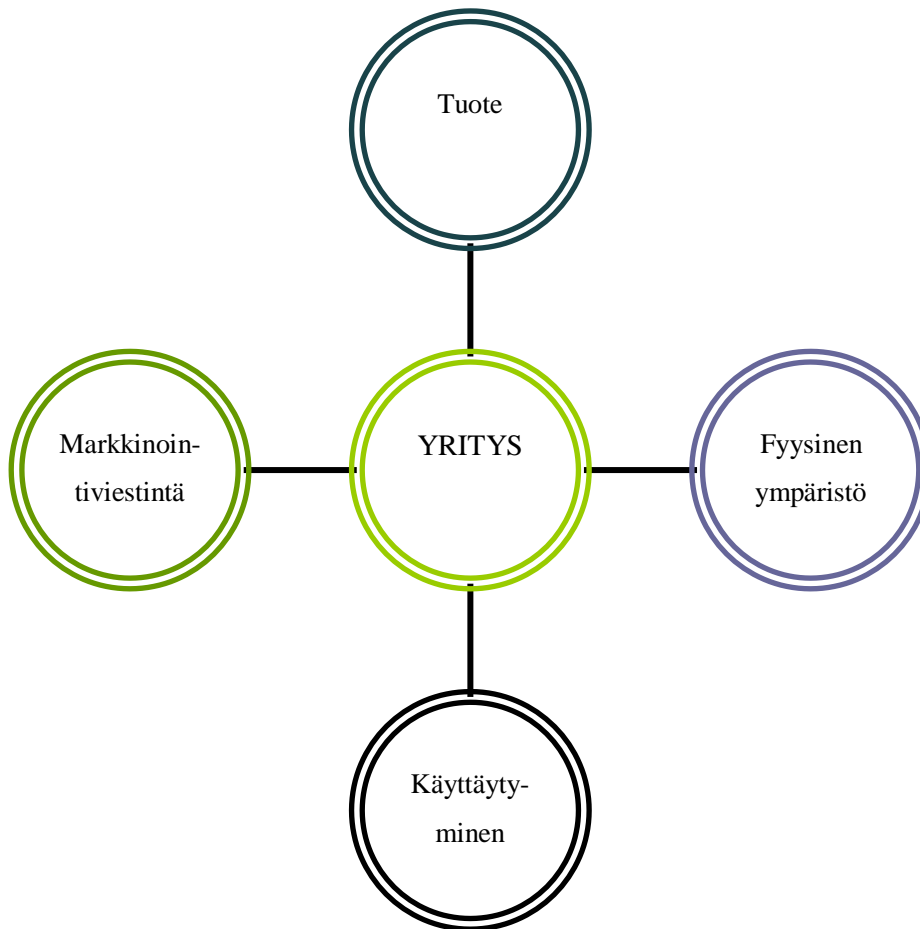 Tuote
Markkinoin-
tiviestintä
YRITYS
Fyysinen
ympäristö
Käyttäyty-
minen